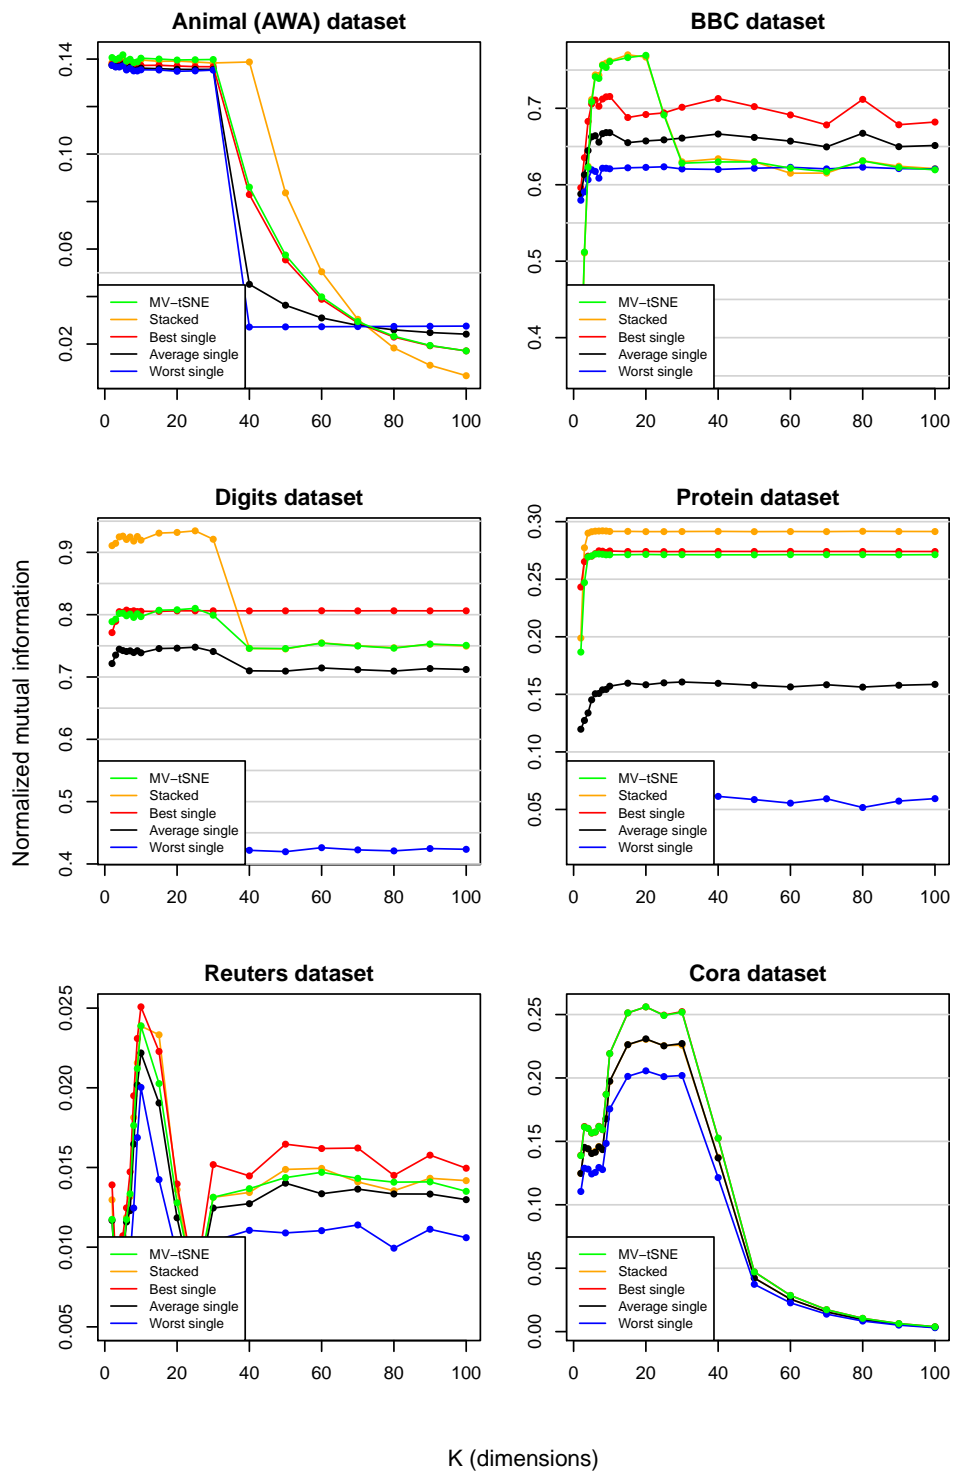 Animal (AWA) dataset
0.02 0.06 0.10 0.14
MV−tSNE
Stacked
Best single
Average single
Worst single
0 20 40 60 80 100
BBC dataset
0.4 0.5 0.6 0.7
MV−tSNE
Stacked
Best single
Average single
Worst single
0 20 40 60 80 100
Normalized mutual information
Digits dataset
0.4 0.5 0.6 0.7 0.8 0.9
MV−tSNE
Stacked
Best single
Average single
Worst single
0 20 40 60 80 100
Protein dataset
0.05 0.10 0.15 0.20 0.25 0.30
MV−tSNE
Stacked
Best single
Average single
Worst single
0 20 40 60 80 100
Reuters dataset
0.005 0.010 0.015 0.020 0.025
MV−tSNE
Stacked
Best single
Average single
Worst single
0 20 40 60 80 100
Cora dataset
0.00 0.05 0.10 0.15 0.20 0.25
MV−tSNE
Stacked
Best single
Average single
Worst single
0 20 40 60 80 100
K (dimensions)